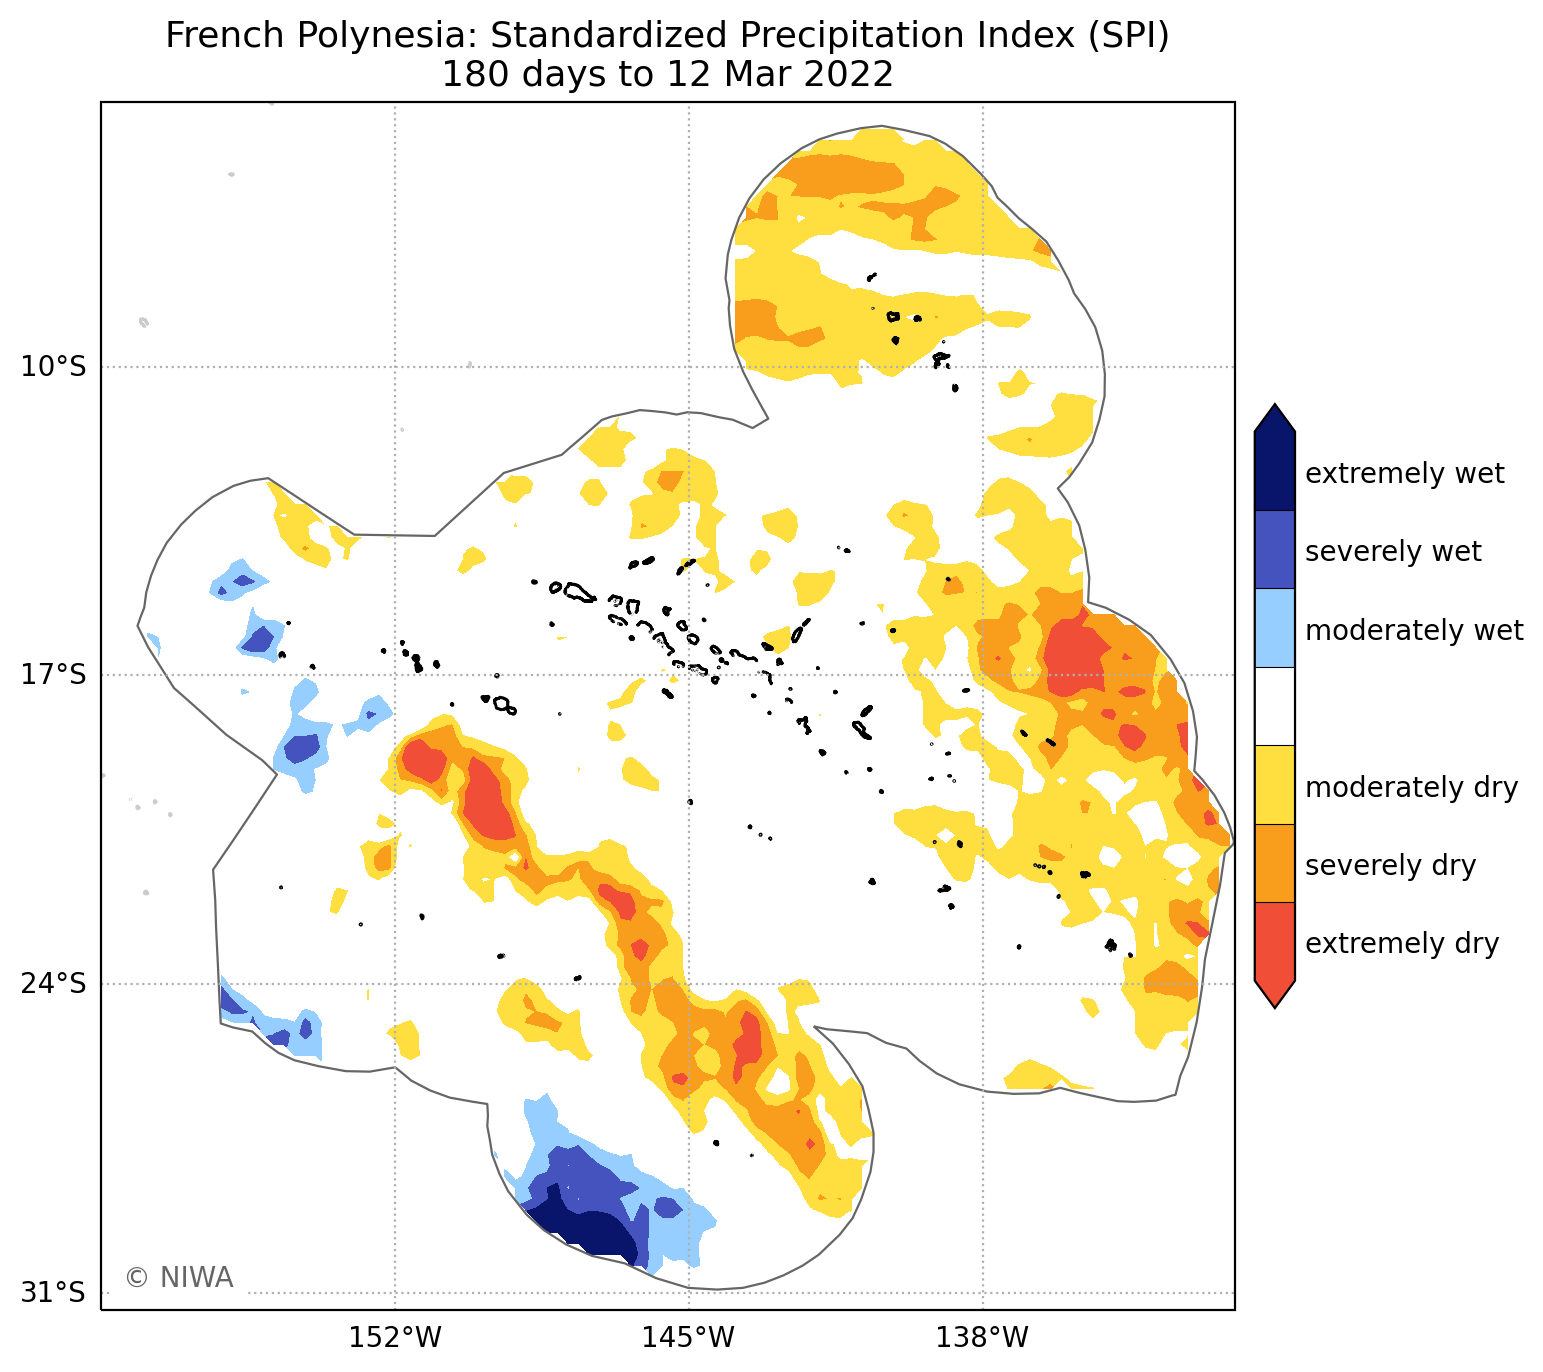 French Polynesia: Standardized Precipitation Index (SPI)
180 days to 12 Mar 2022
10°S
17°S
24°S
31°S
152°W
145°W
138°W
extremely wet
severely wet
moderately wet
moderately dry
severely dry
extremely dry
© NIWA